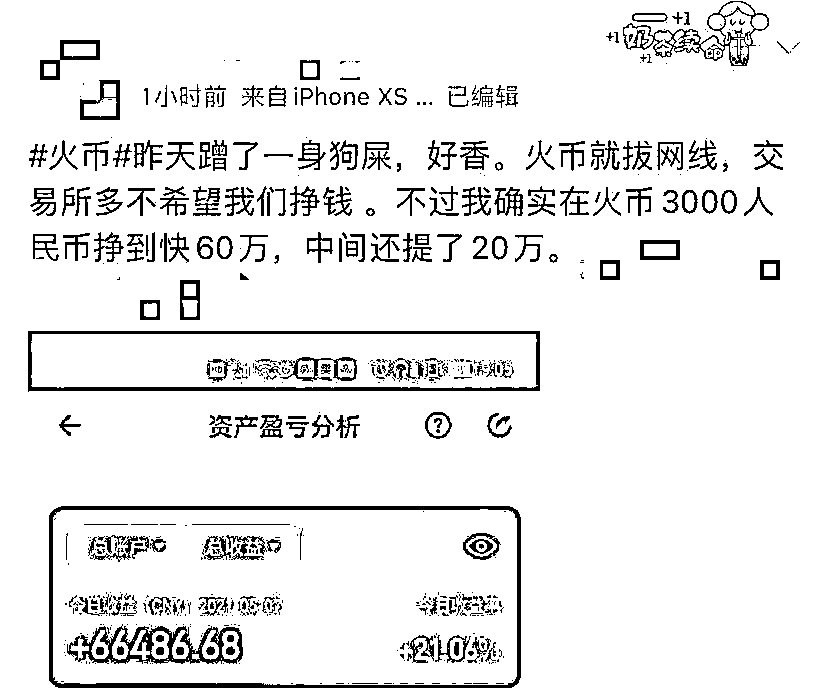 +1
+1 奶茶续命
+1
1小时前 来自iPhone XS ... 已编辑
#火币#昨天蹭了一身狗屎，好香。火币就拔网线，交
易所多不希望我们挣钱 。不过我确实在火币 3000人
民币挣到快60万，中间还提了20万。
资产盈亏分析
总账户 总收益
今日收益 (CNY) 2021 05 07 今日收益率
+66486.68 +21.06%